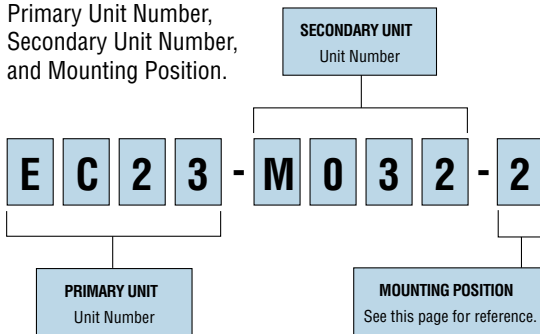 Primary Unit Number,
Secondary Unit Number,
and Mounting Position.
SECONDARY UNIT
Unit Number
E C 2 3 - M 0 3 2 - 2
PRIMARY UNIT
Unit Number
MOUNTING POSITION
See this page for reference.